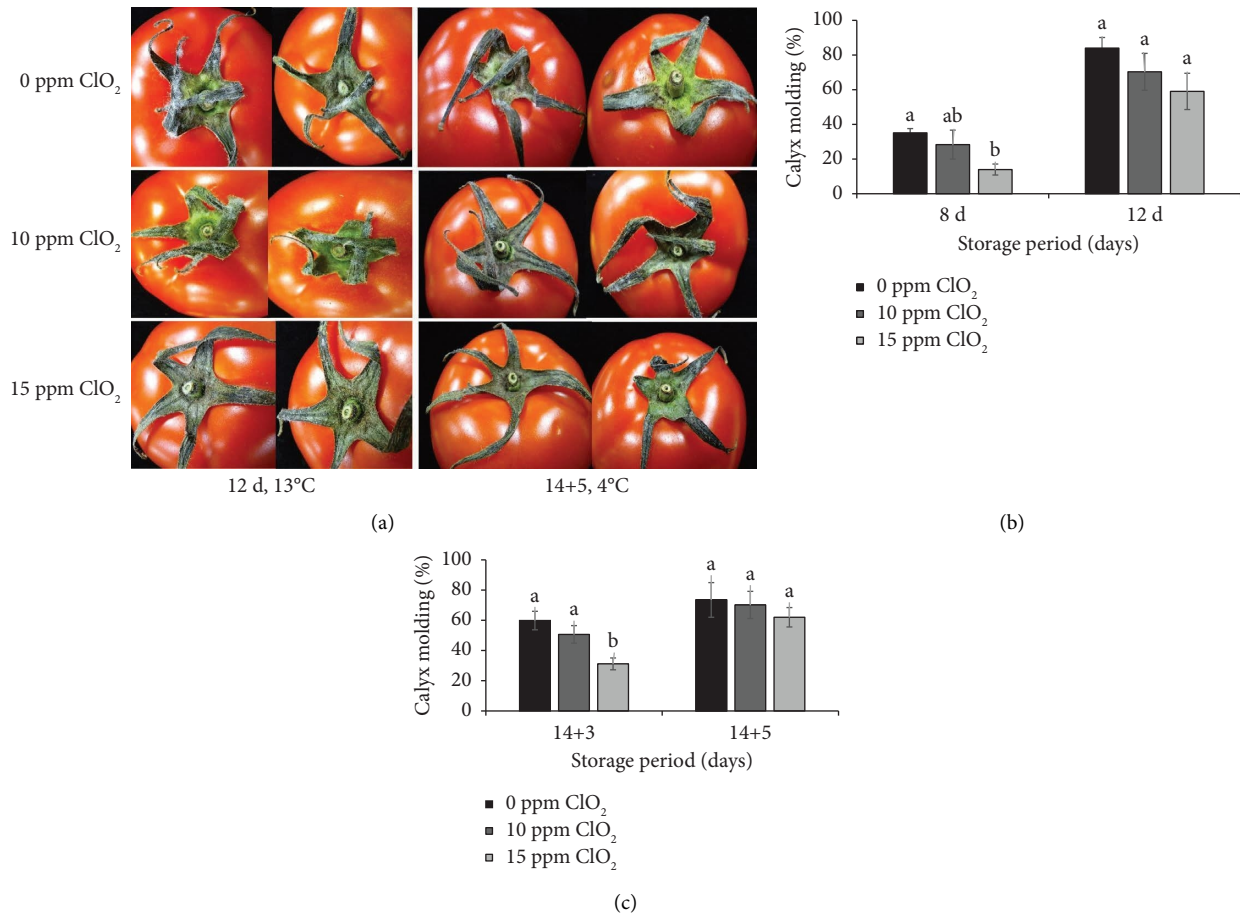 0 ppm ClO₂
10 ppm ClO₂
15 ppm ClO₂
12 d, 13°C
14+5, 4°C
(a)
Calyx molding (%)
100
80
60
40
20
0
a
ab
b
a
a
a
8 d
12 d
Storage period (days)
0 ppm ClO₂
10 ppm ClO₂
15 ppm ClO₂
(b)
Calyx molding (%)
100
80
60
40
20
0
a
a
b
a
a
a
14+3
14+5
Storage period (days)
0 ppm ClO₂
10 ppm ClO₂
15 ppm ClO₂
(c)